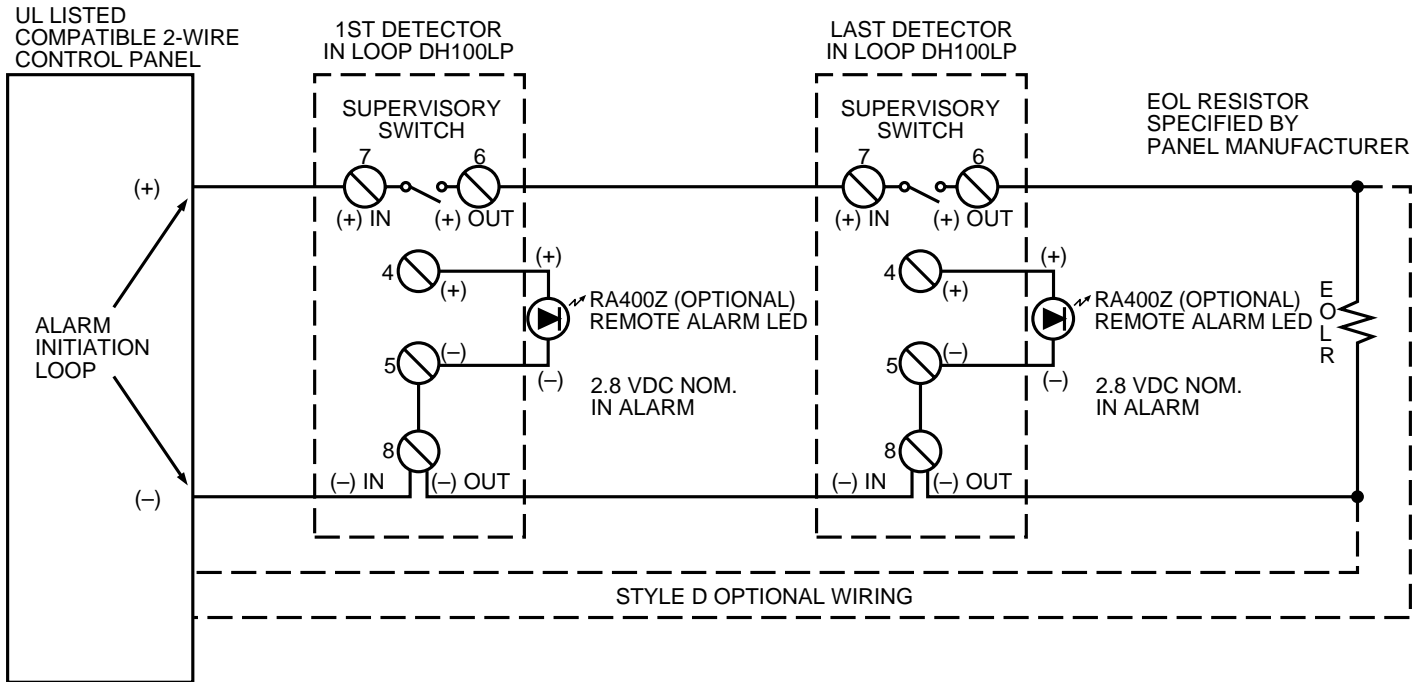 UL LISTED
COMPATIBLE 2-WIRE
CONTROL PANEL
1ST DETECTOR
IN LOOP DH100LP
LAST DETECTOR
IN LOOP DH100LP
SUPERVISORY
SWITCH
SUPERVISORY
SWITCH
EOL RESISTOR
SPECIFIED BY
PANEL MANUFACTURER
7
6
7
6
(+)
(+) IN
(+) OUT
(+) IN
(+) OUT
4
(+)
(+)
4
(+)
(+)
RA400Z (OPTIONAL)
REMOTE ALARM LED
RA400Z (OPTIONAL)
REMOTE ALARM LED
E
O
L
R
ALARM
INITIATION
LOOP
5
(–)
(–)
5
(–)
(–)
2.8 VDC NOM.
IN ALARM
2.8 VDC NOM.
IN ALARM
8
8
(–)
(–) IN
(–) OUT
(–) IN
(–) OUT
STYLE D OPTIONAL WIRING